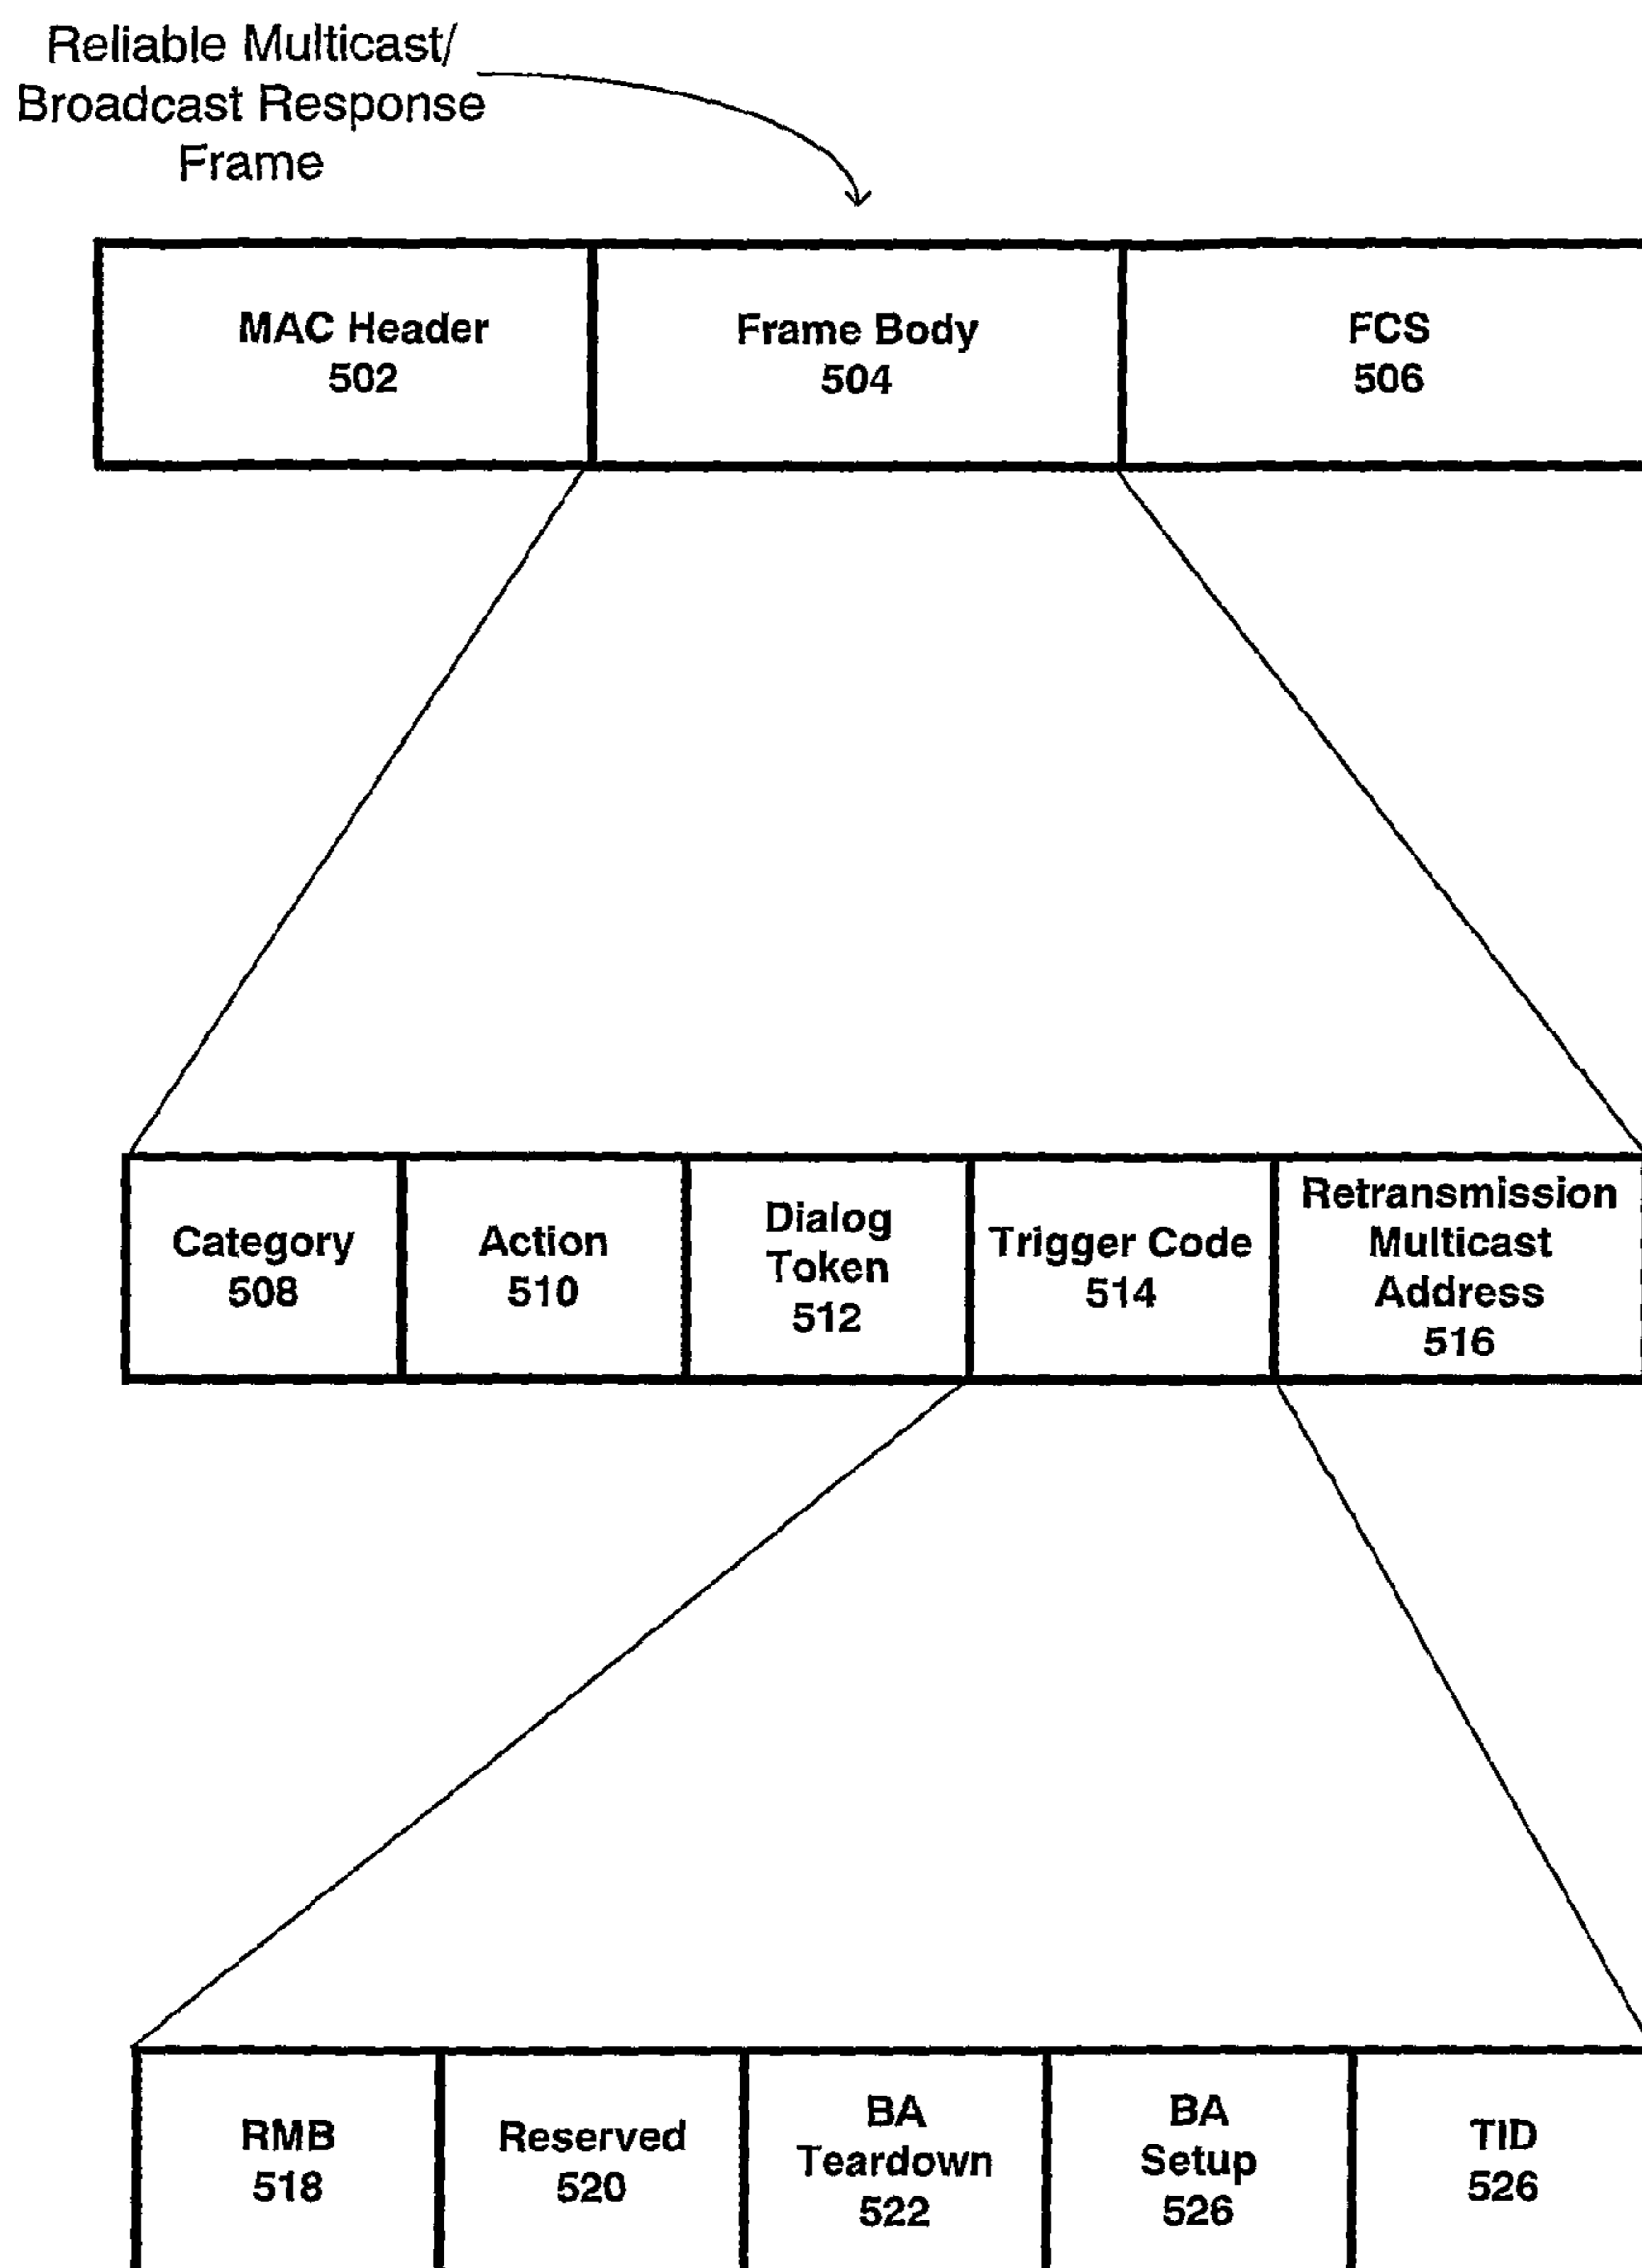 Reliable Multicast/
Broadcast Response
Frame
MAC Header
502
Frame Body
504
FCS
506
Category
508
Action
510
Dialog
Token
512
Trigger Code
514
Retransmission
Multicast
Address
516
RMB
518
Reserved
520
BA
Teardown
522
BA
Setup
526
TID
526